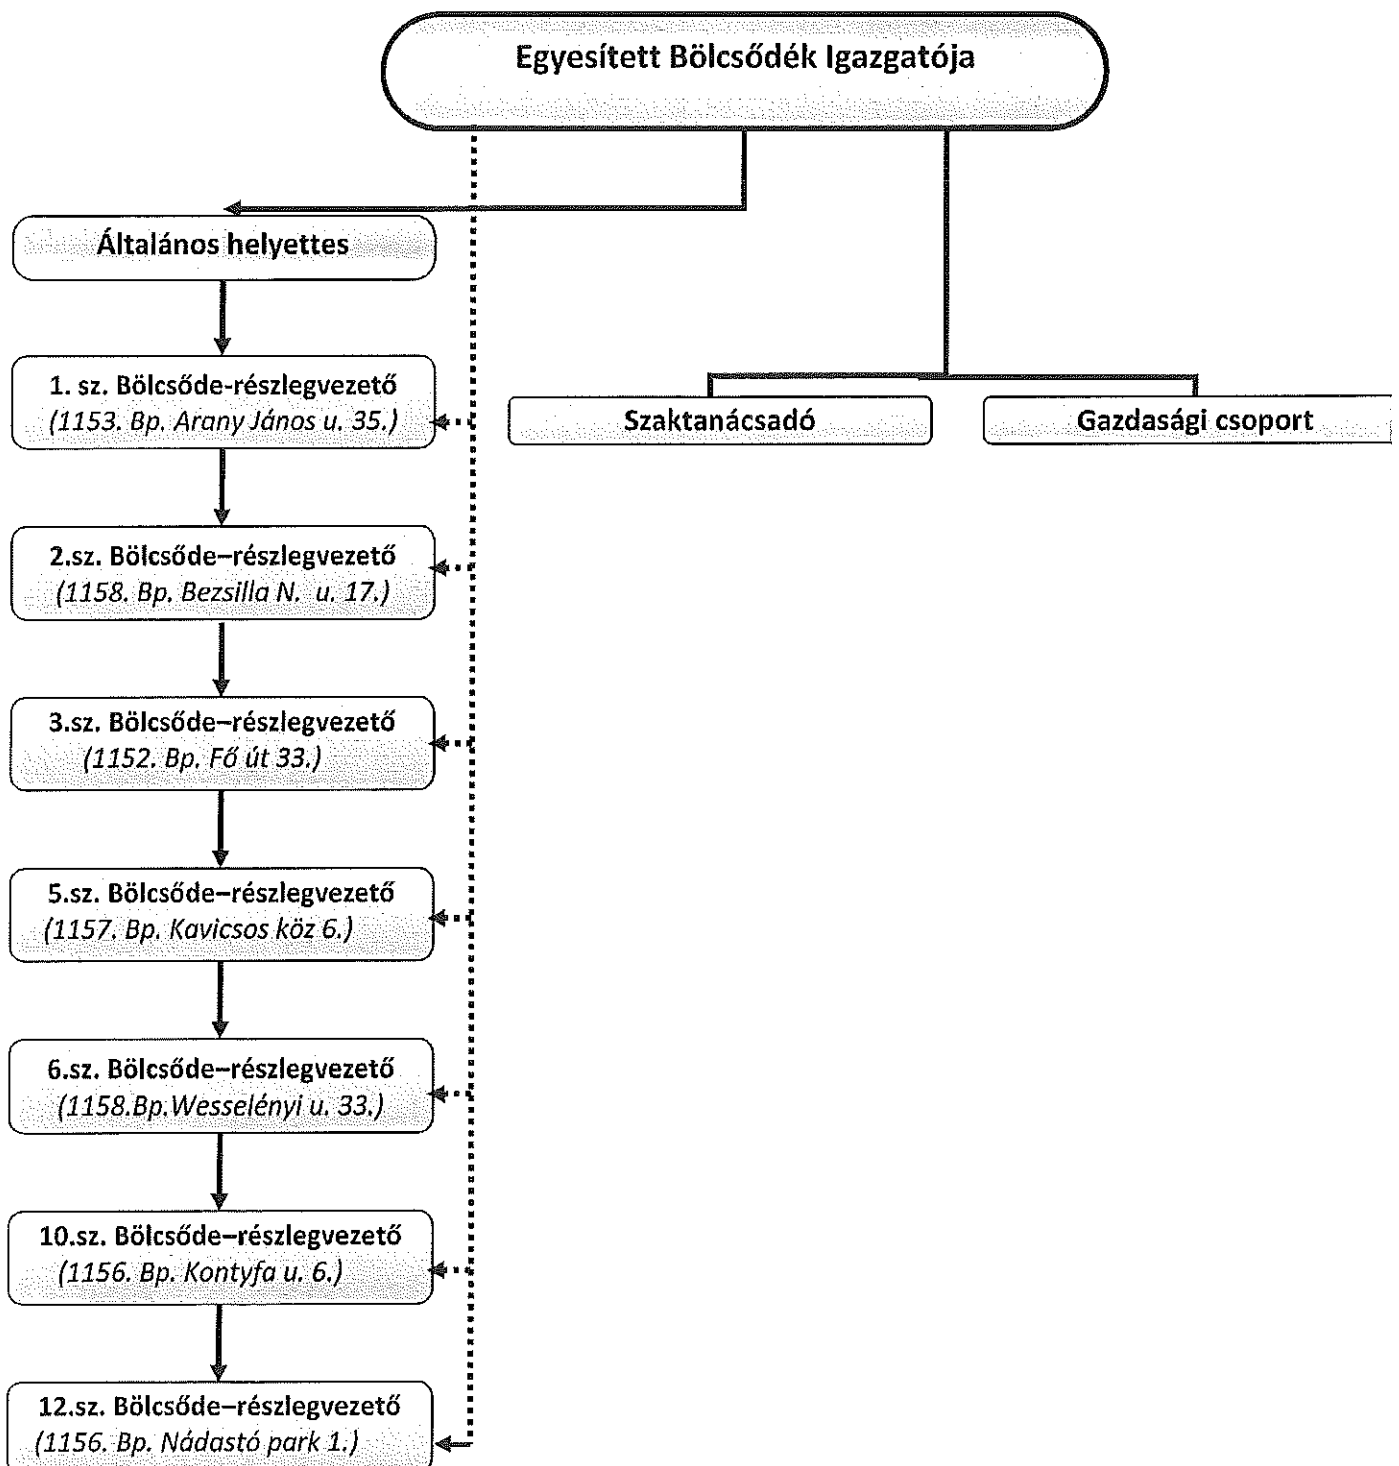 Egyesített Bölcsődék Igazgatója
Általános helyettes
1. sz. Bölcsőde-részlegvezető
(1153. Bp. Arany János u. 35.)
Szaktanácsadó
Gazdasági csoport
2.sz. Bölcsőde–részlegvezető
(1158. Bp. Bezsilla N. u. 17.)
3.sz. Bölcsőde–részlegvezető
(1152. Bp. Fő út 33.)
5.sz. Bölcsőde–részlegvezető
(1157. Bp. Kavicsos köz 6.)
6.sz. Bölcsőde–részlegvezető
(1158.Bp.Wesselényi u. 33.)
10.sz. Bölcsőde–részlegvezető
(1156. Bp. Kontyfa u. 6.)
12.sz. Bölcsőde–részlegvezető
(1156. Bp. Nádastó park 1.)